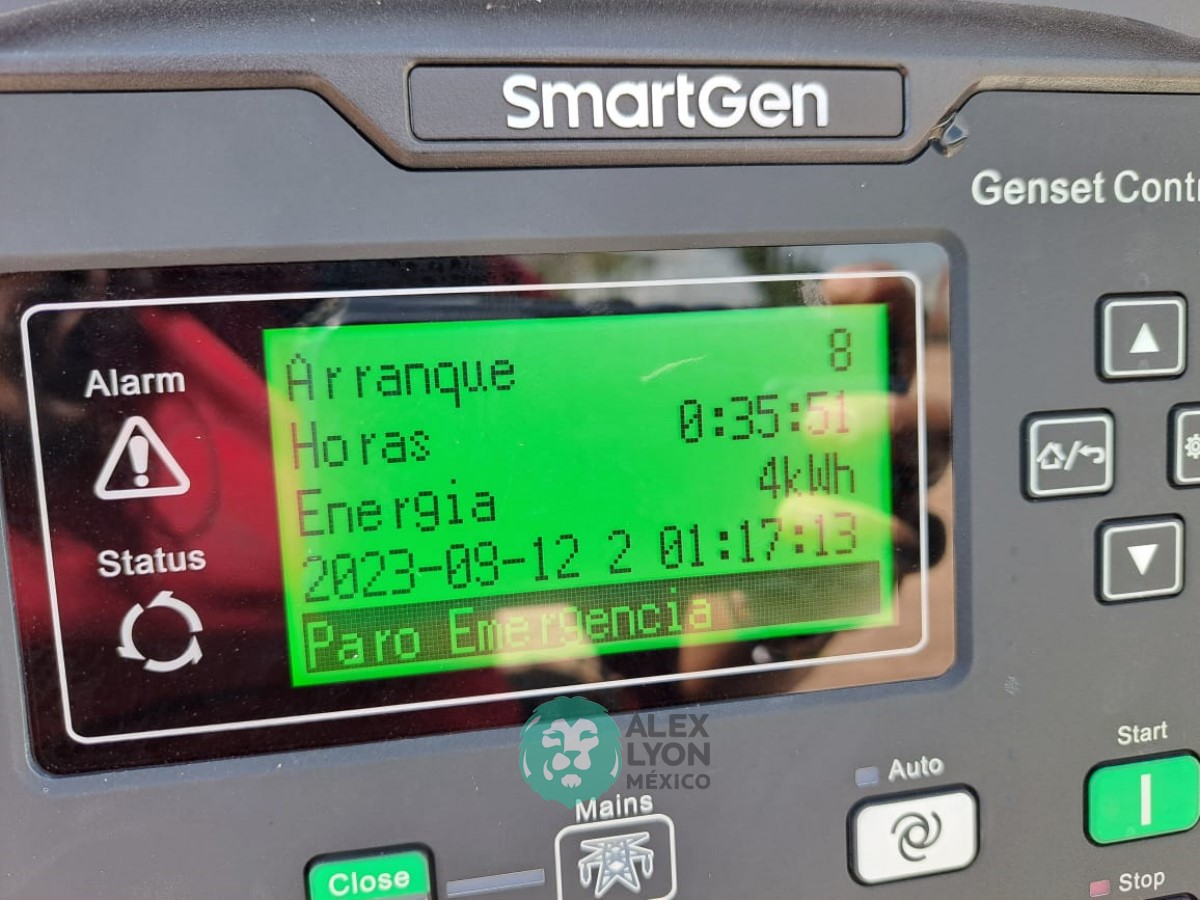 SmartGen
Genset Contr
Alarm
Status
Arranque 8
Horas 0:35:51
Energia 4kWh
2023-09-12 2 01:17:13
Paro Emergencia
ALEX
LYON
MÉXICO
Mains
Auto
Start
Close
Stop